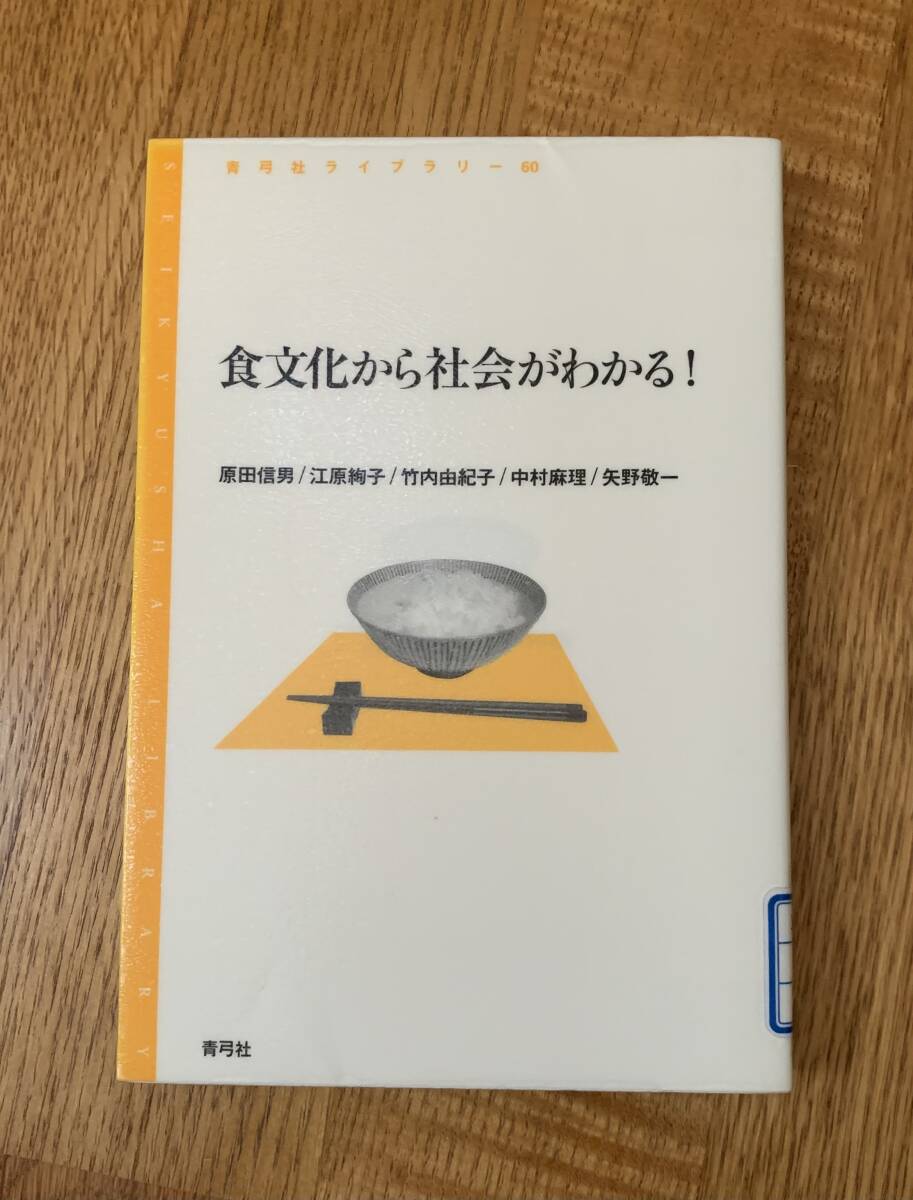 青弓社ライブラリー 60
食文化から社会がわかる!
原田信男/江原絢子/竹内由紀子/中村麻理/矢野敬一
SEIKYUSHA LIBRARY
青弓社